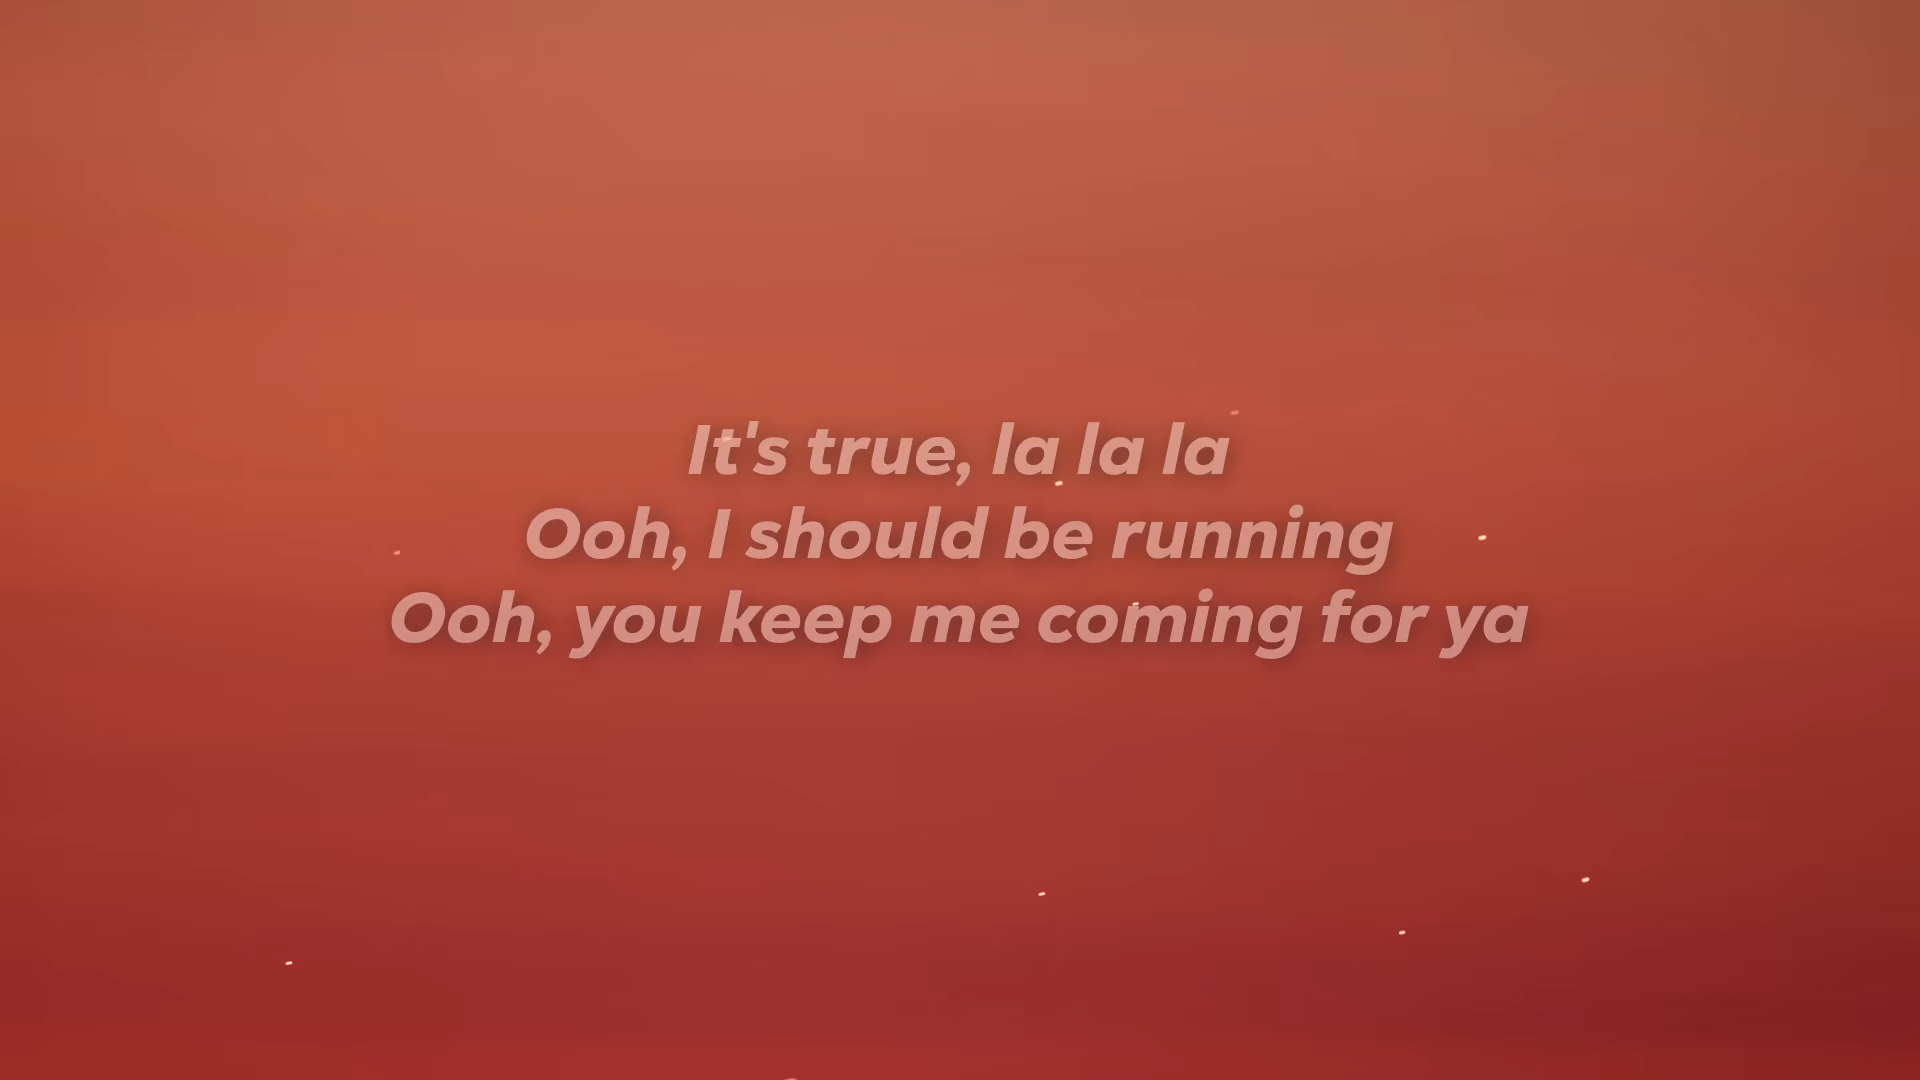 It's true, la la la
Ooh, I should be running
Ooh, you keep me coming for ya